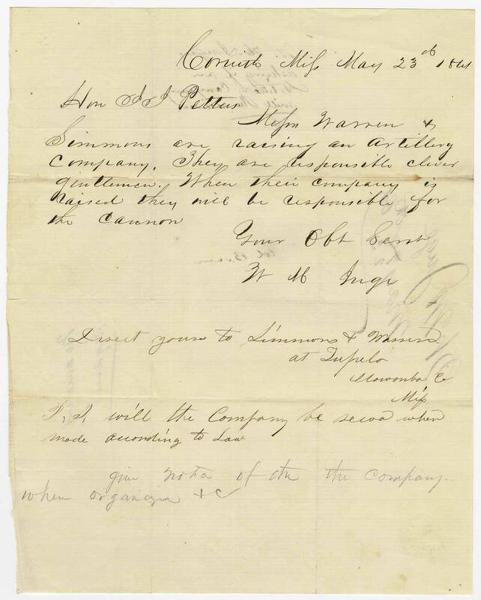 Corinth Miss May 23th 1861
Hon J J Pettus
Messrs Warren &
Simmons are raising an Artillery
company. They are responsible clever
gentlemen. When their company is
raised they will be responsible for
the cannon
Your Obt Servt
W M Inge
Direct yours to Simmons & Warren
at Tupelo
Itawamba Co
Miss
P.S. will the Company be received when
made according to Law
give notice of the the company
when organized & C